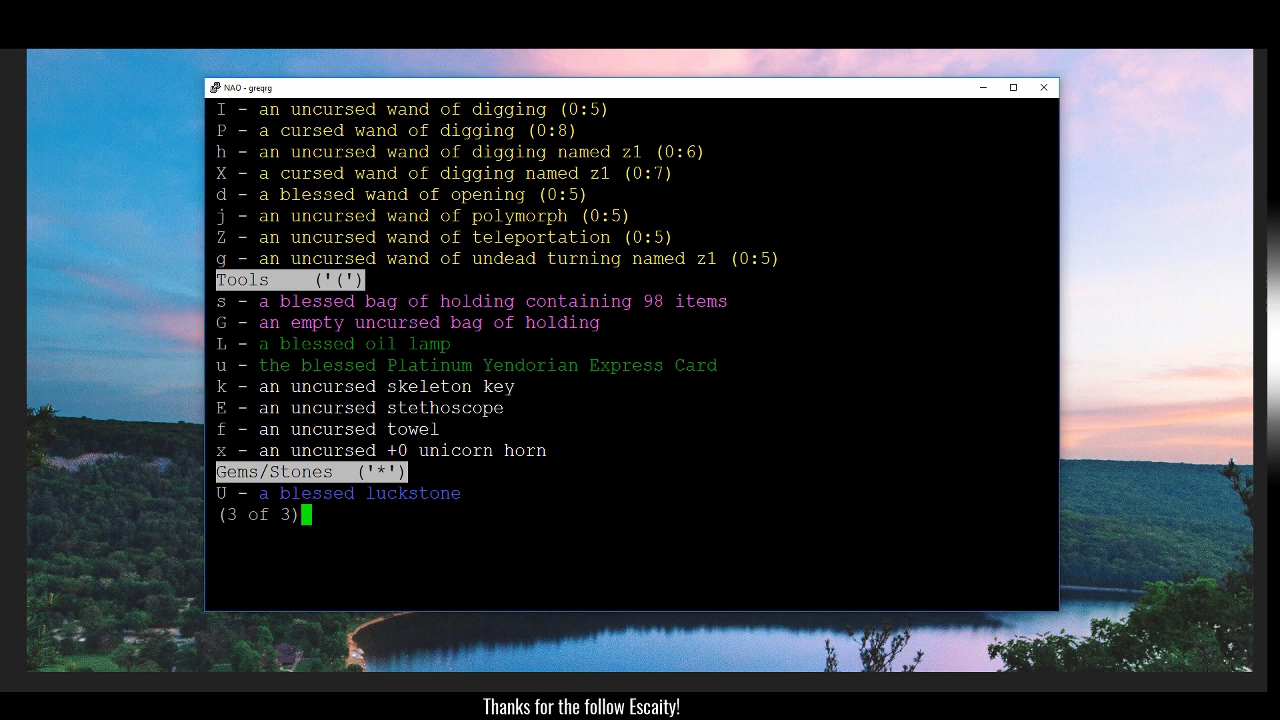 NAO - greqrg
I - an uncursed wand of digging (0:5)
P - a cursed wand of digging (0:8)
h - an uncursed wand of digging named z1 (0:6)
X - a cursed wand of digging named z1 (0:7)
d - a blessed wand of opening (0:5)
j - an uncursed wand of polymorph (0:5)
Z - an uncursed wand of teleportation (0:5)
g - an uncursed wand of undead turning named z1 (0:5)
Tools    ('(')
s - a blessed bag of holding containing 98 items
G - an empty uncursed bag of holding
L - a blessed oil lamp
u - the blessed Platinum Yendorian Express Card
k - an uncursed skeleton key
E - an uncursed stethoscope
f - an uncursed towel
x - an uncursed +0 unicorn horn
Gems/Stones  ('*')
U - a blessed luckstone
(3 of 3)
Thanks for the follow Escaity!